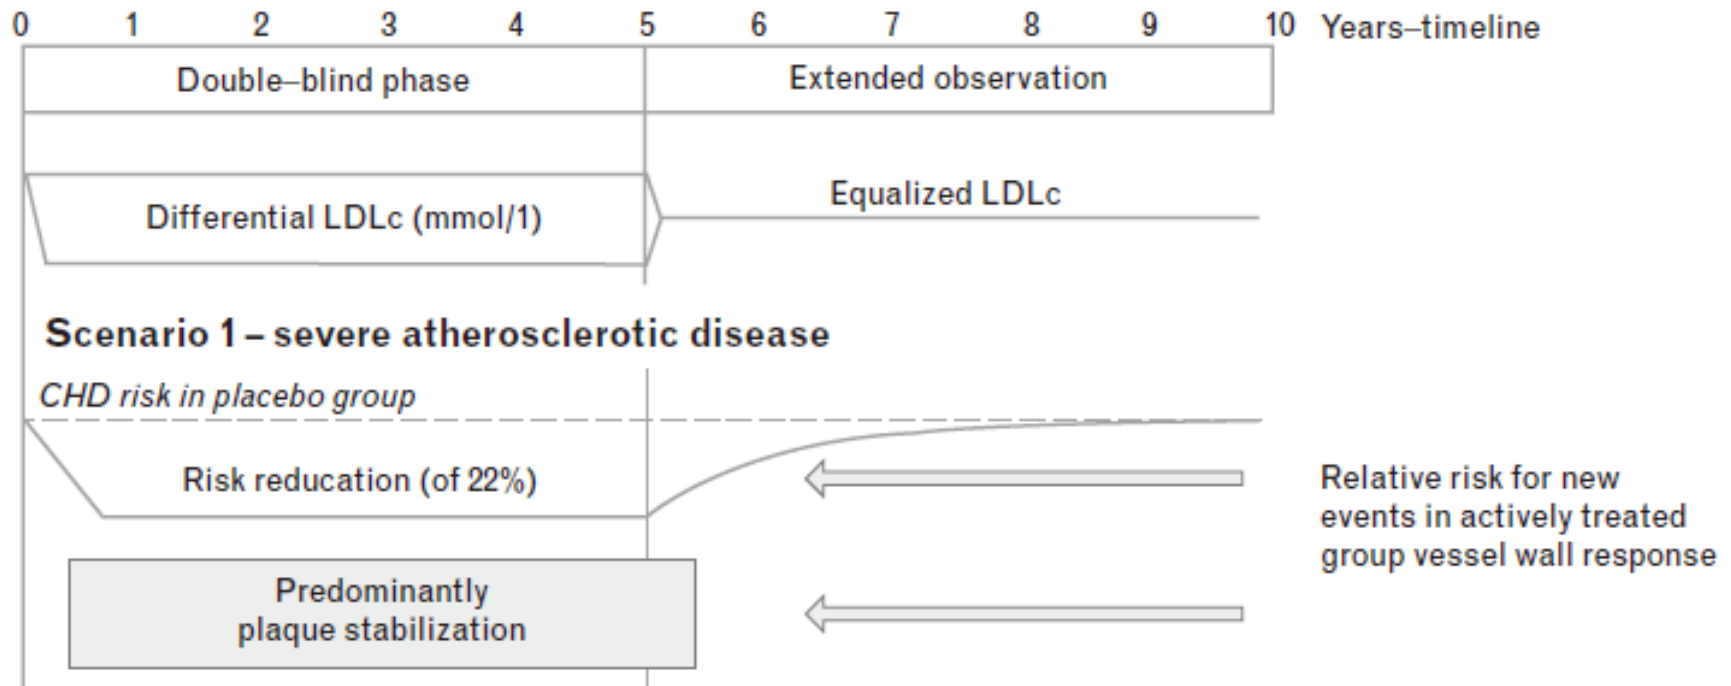 0 1 2 3 4 5 6 7 8 9 10 Years–timeline
Double–blind phase
Extended observation
Differential LDLc (mmol/1)
Equalized LDLc
Scenario 1 – severe atherosclerotic disease
CHD risk in placebo group
Risk reducation (of 22%)
Relative risk for new
events in actively treated
group vessel wall response
Predominantly
plaque stabilization